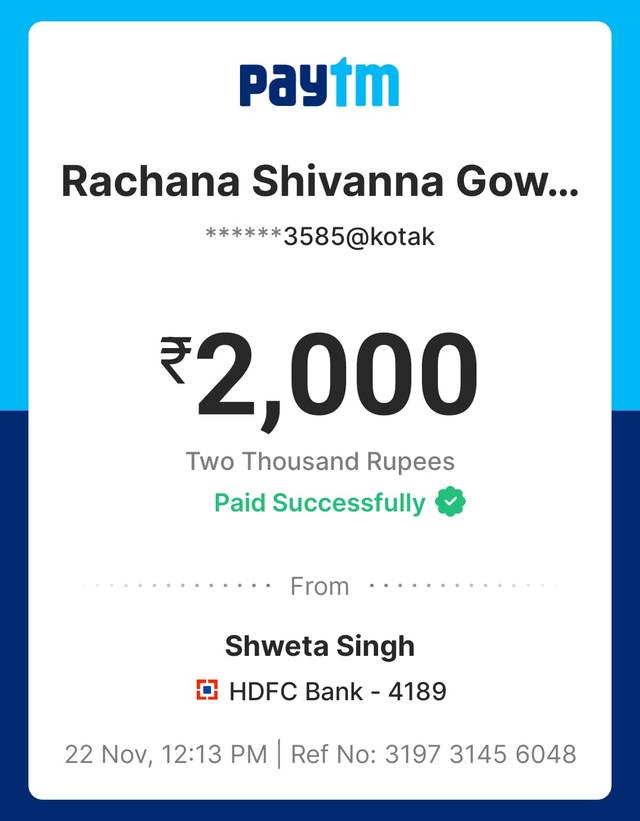 paytm
Rachana Shivanna Gow...
******3585@kotak
₹2,000
Two Thousand Rupees
Paid Successfully
From
Shweta Singh
HDFC Bank - 4189
22 Nov, 12:13 PM | Ref No: 3197 3145 6048